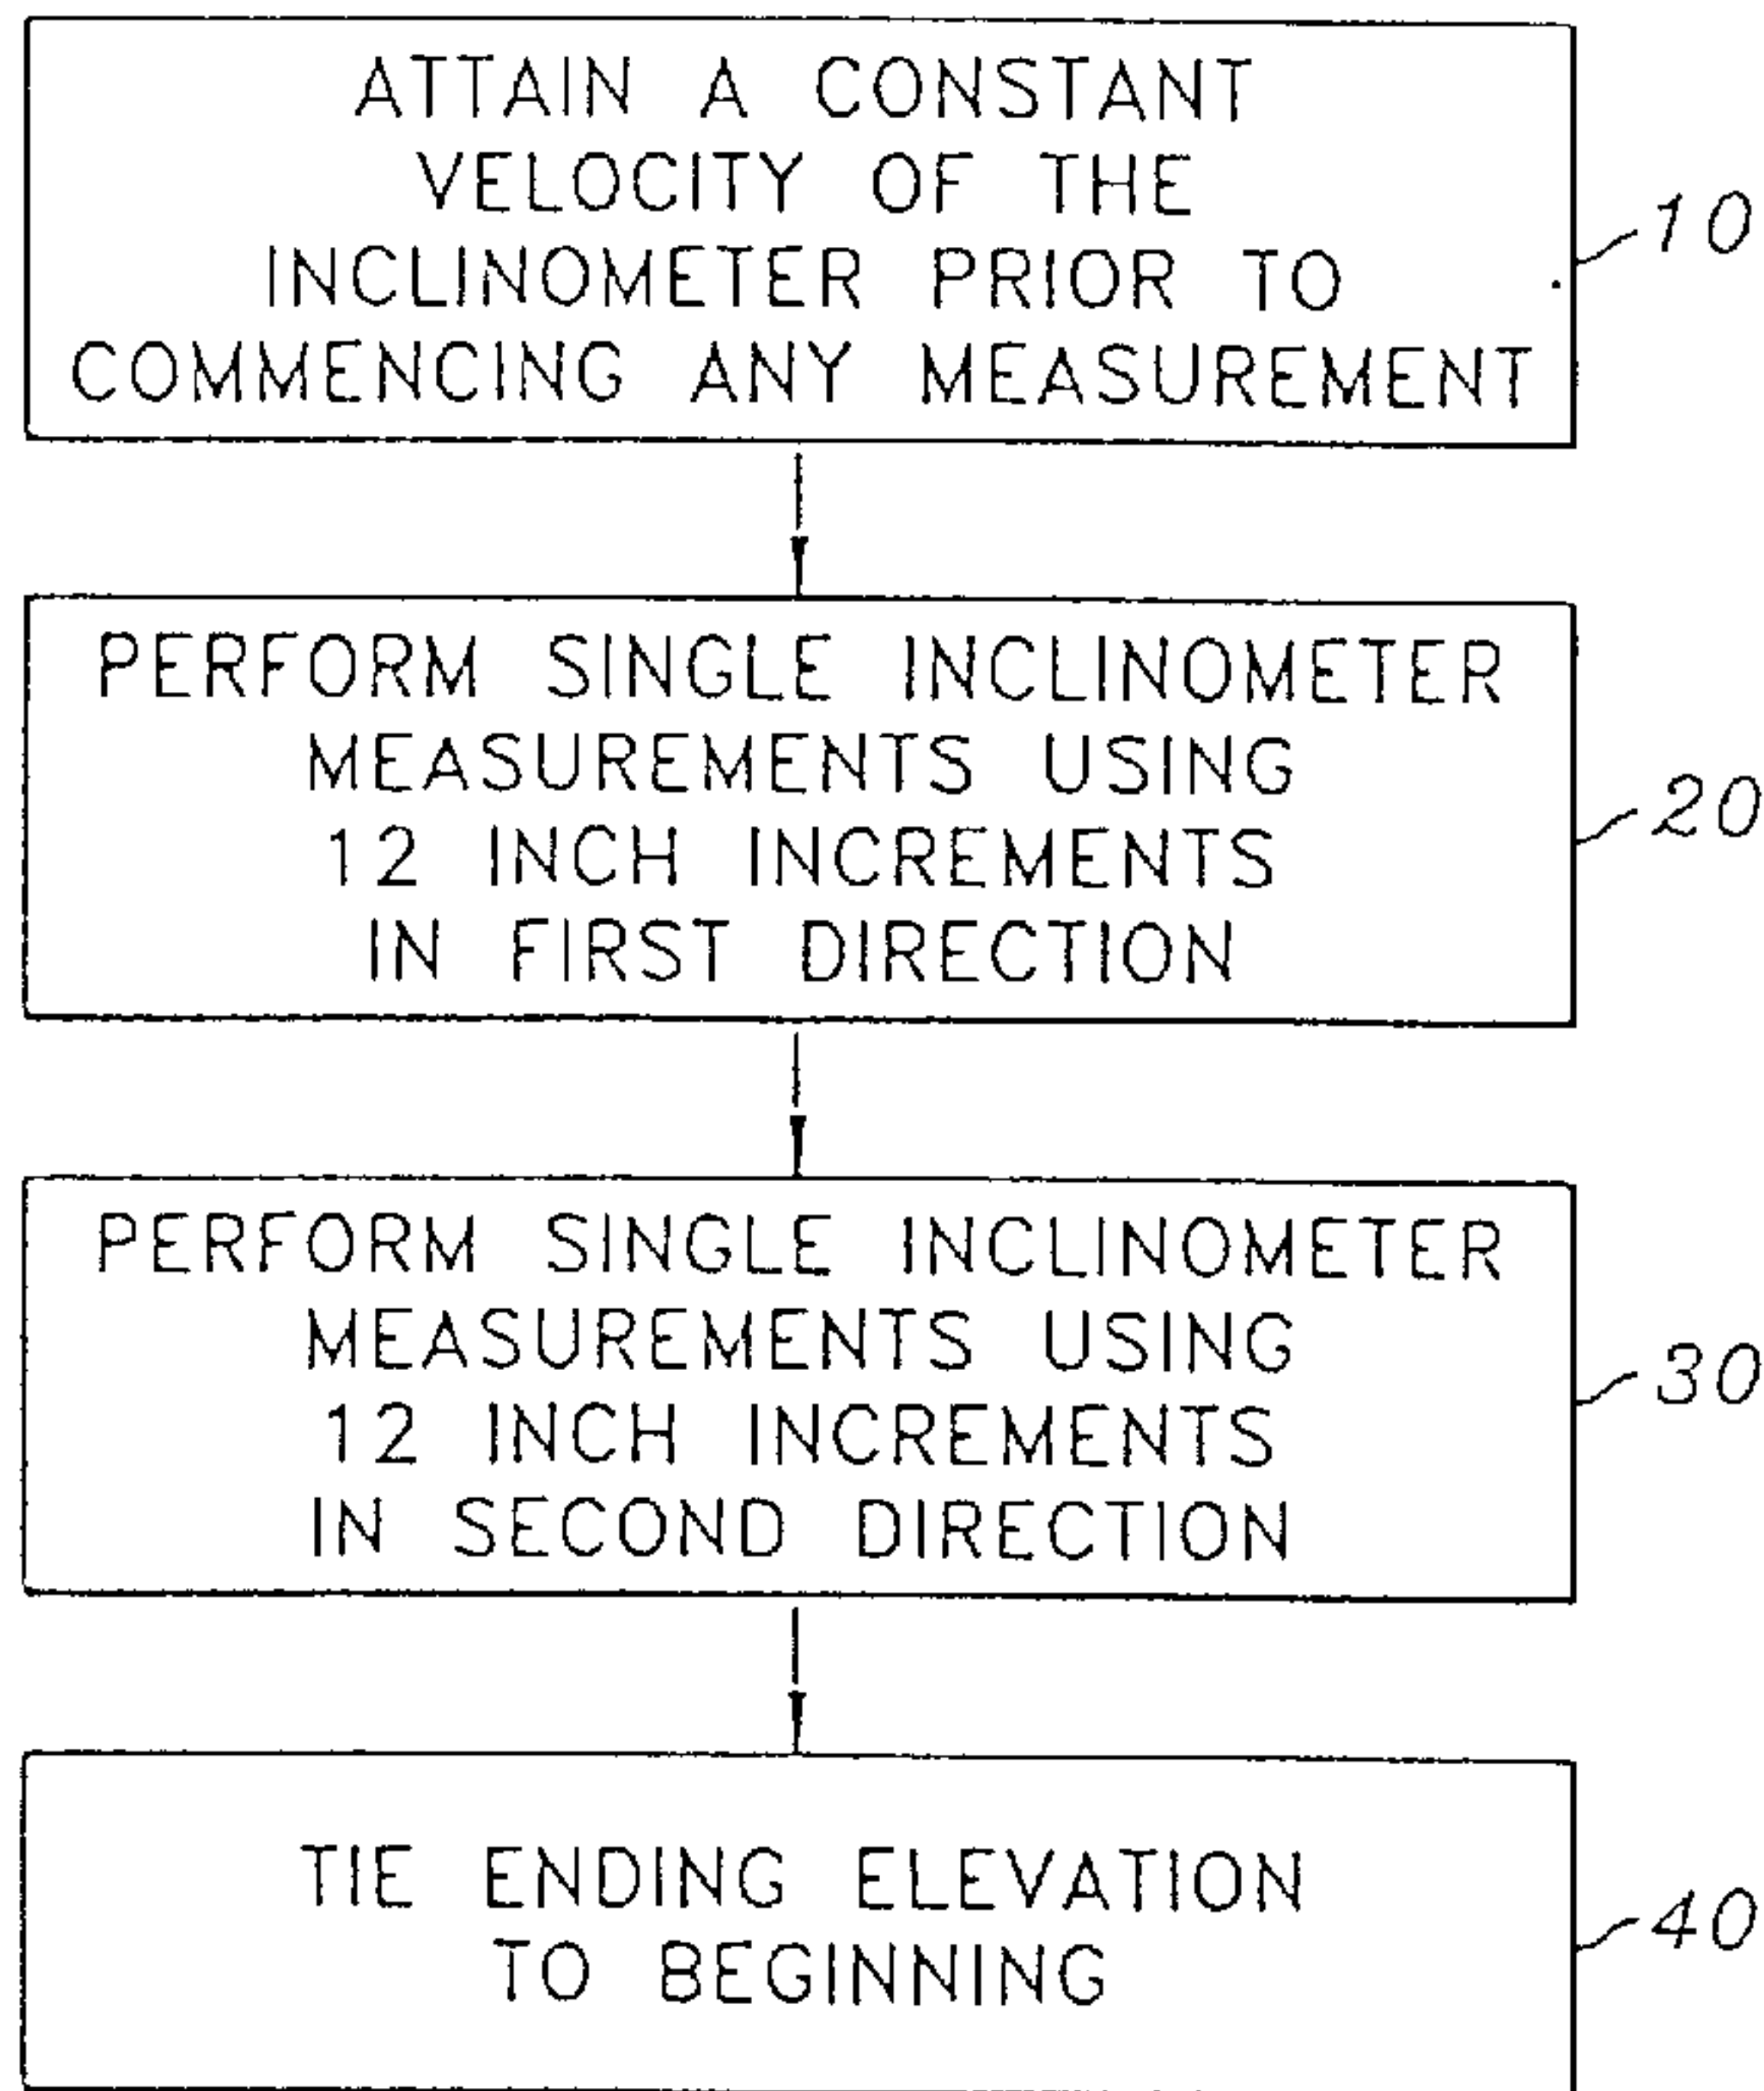 ATTAIN A CONSTANT
VELOCITY OF THE
INCLINOMETER PRIOR TO
COMMENCING ANY MEASUREMENT
10
PERFORM SINGLE INCLINOMETER
MEASUREMENTS USING
12 INCH INCREMENTS
IN FIRST DIRECTION
20
PERFORM SINGLE INCLINOMETER
MEASUREMENTS USING
12 INCH INCREMENTS
IN SECOND DIRECTION
30
TIE ENDING ELEVATION
TO BEGINNING
40